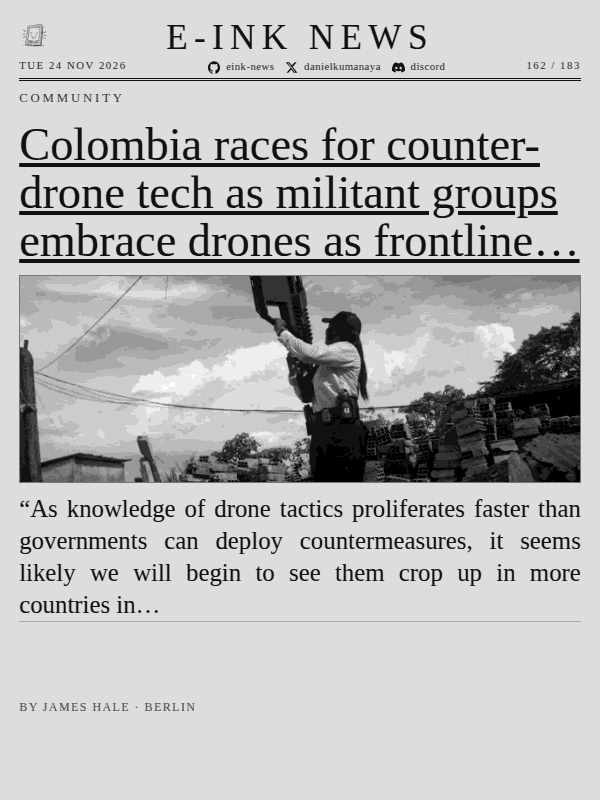 E-INK NEWS
TUE 24 NOV 2026
eink-news danielkumanaya discord
162 / 183
COMMUNITY
Colombia races for counter-
drone tech as militant groups
embrace drones as frontline…
“As knowledge of drone tactics proliferates faster than
governments can deploy countermeasures, it seems
likely we will begin to see them crop up in more
countries in…
BY JAMES HALE · BERLIN